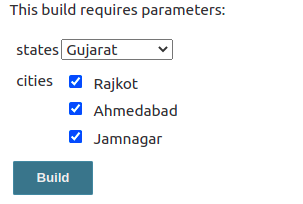 This build requires parameters:
states Gujarat
cities Rajkot
Ahmedabad
Jamnagar
Build